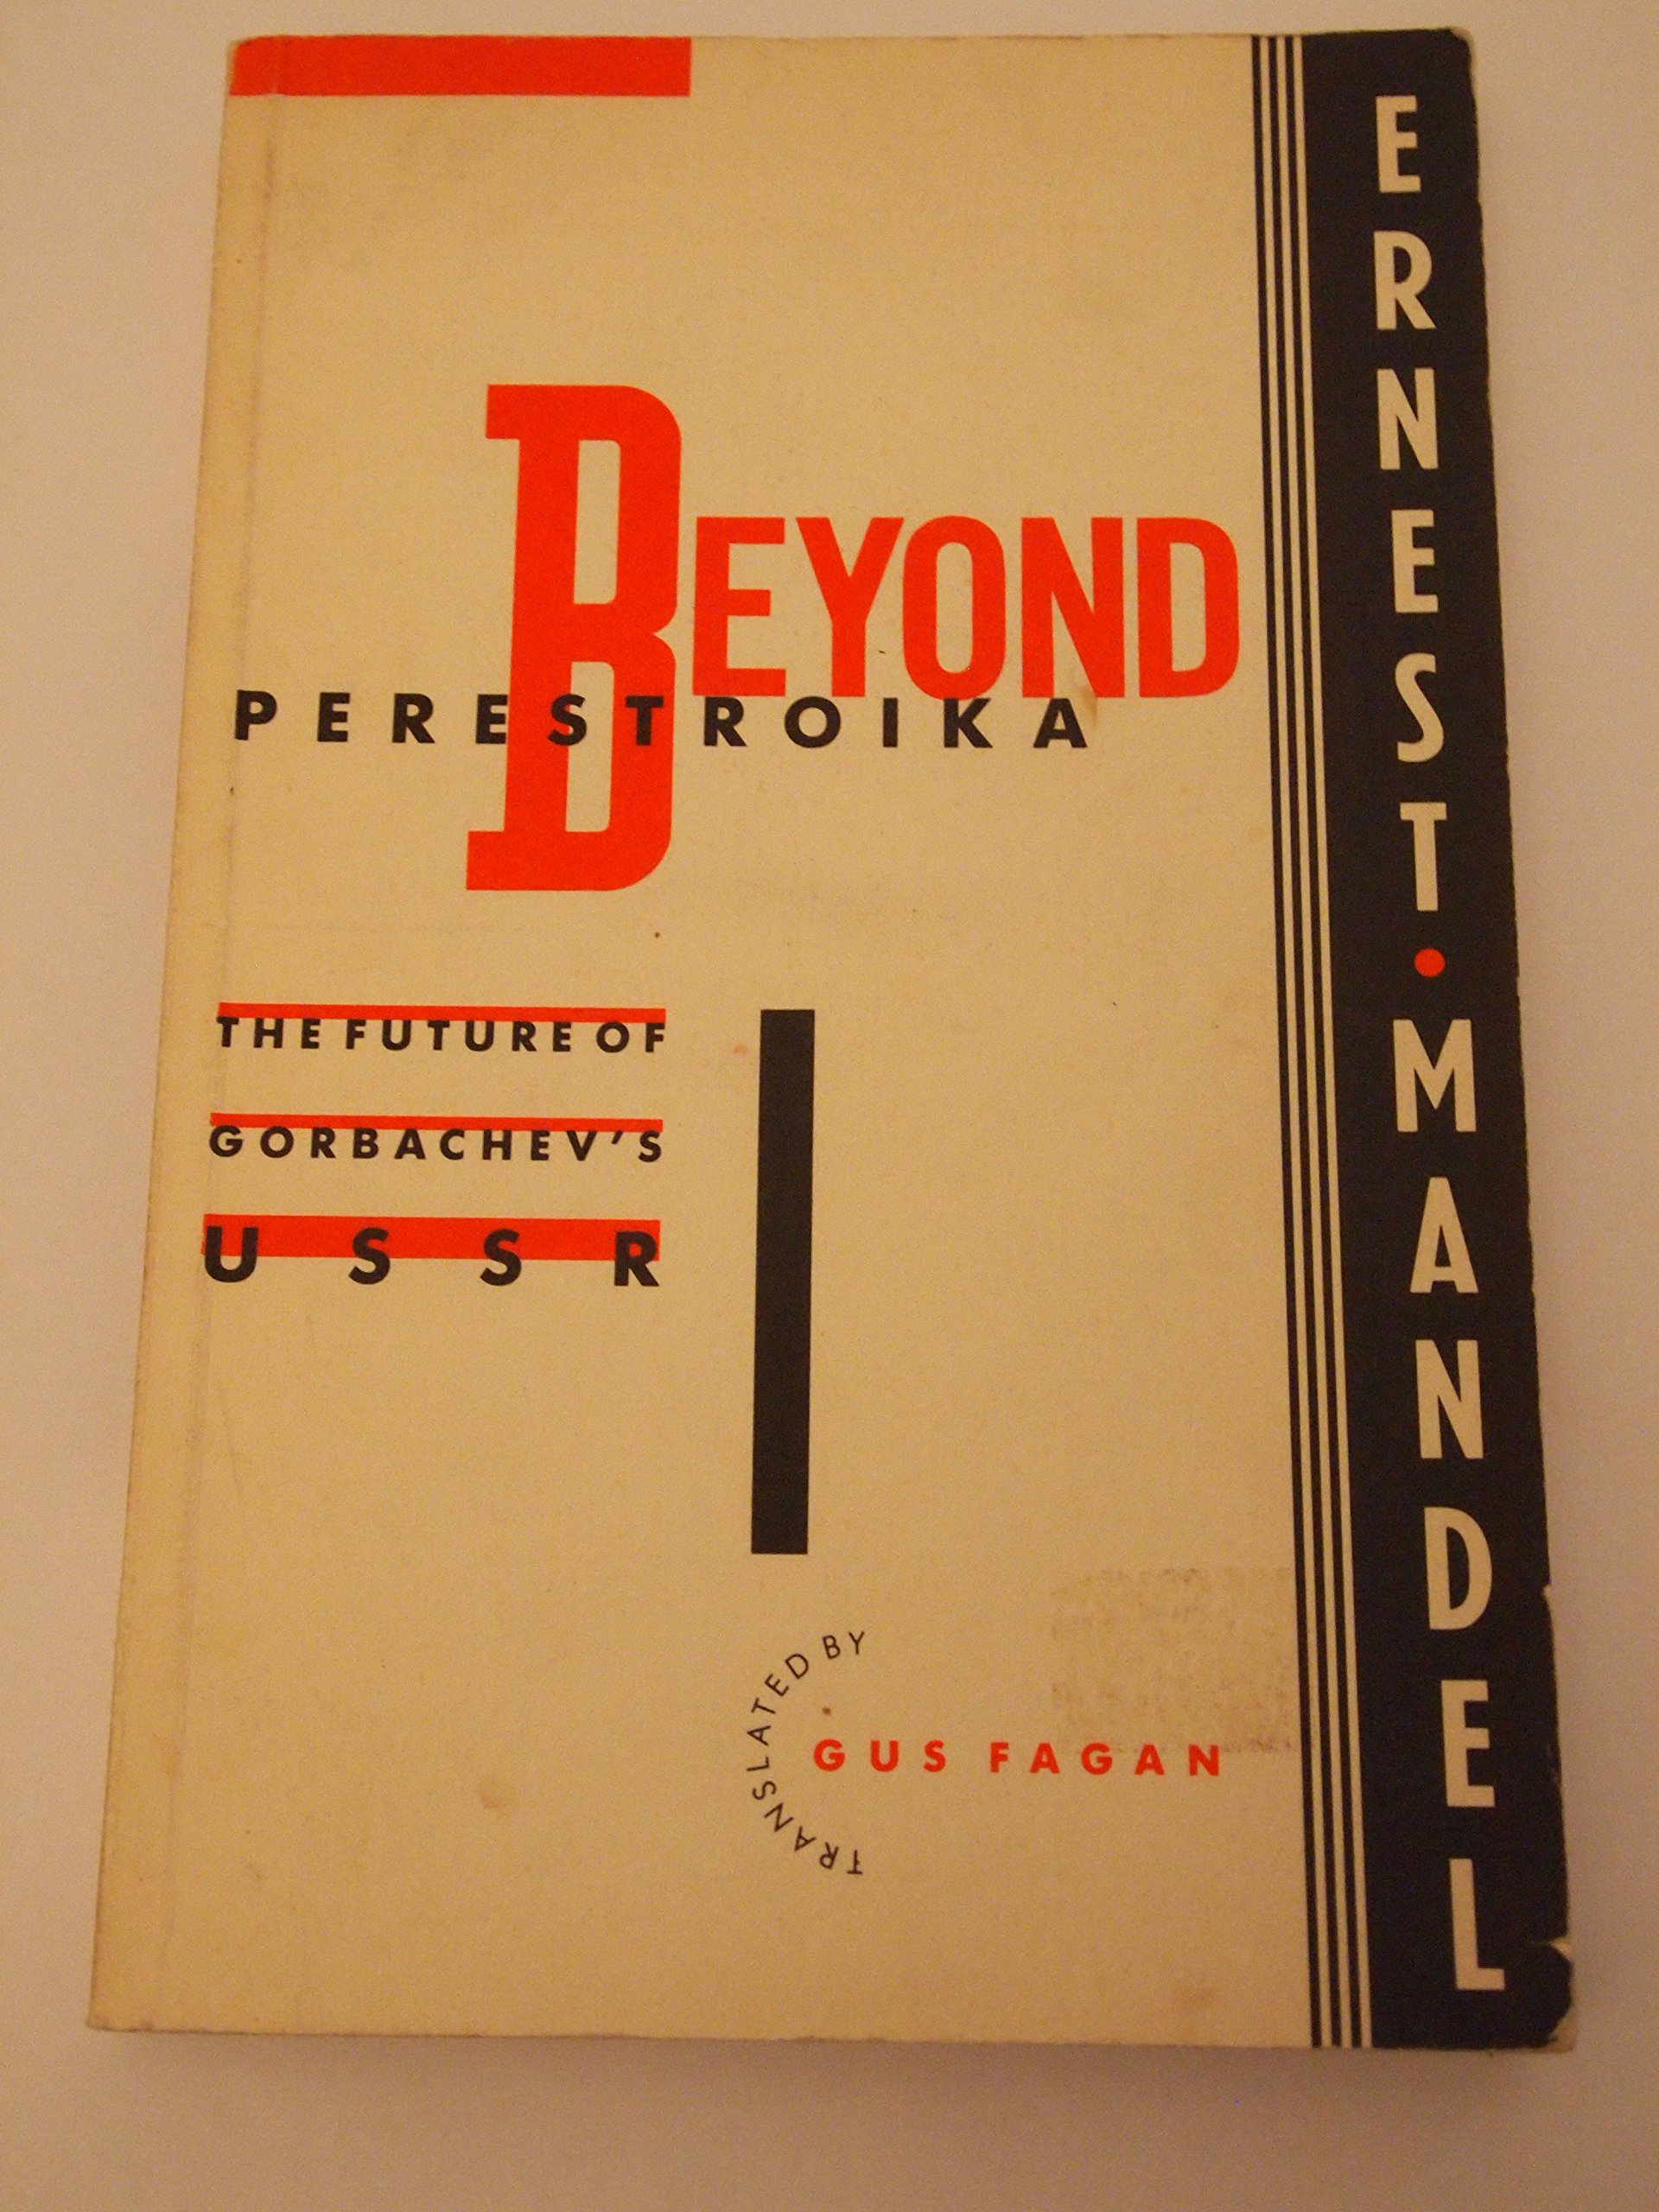 BEYOND
PERESTROIKA
THE FUTURE OF
GORBACHEV'S
USSR
TRANSLATED BY
GUS FAGAN
ERNEST • MANDEL